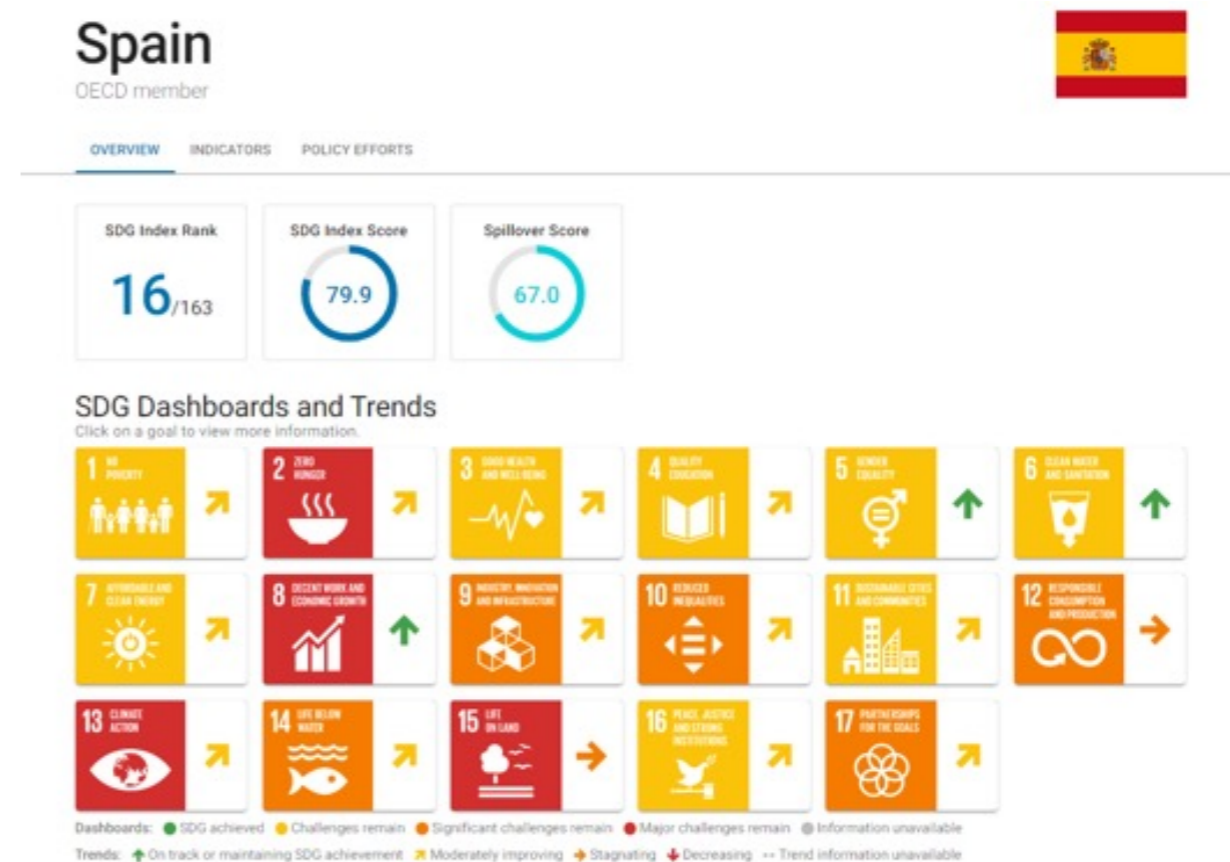 Spain
OECD member
OVERVIEW INDICATORS POLICY EFFORTS
SDG Index Rank
16/163
SDG Index Score
79.9
Spillover Score
67.0
SDG Dashboards and Trends
Click on a goal to view more information.
1 NO
POVERTY
2 ZERO
HUNGER
3 GOOD HEALTH
AND WELL-BEING
4 QUALITY
EDUCATION
5 GENDER
EQUALITY
6 CLEAN WATER
AND SANITATION
7 AFFORDABLE AND
CLEAN ENERGY
8 DECENT WORK AND
ECONOMIC GROWTH
9 INDUSTRY, INNOVATION
AND INFRASTRUCTURE
10 REDUCED
INEQUALITIES
11 SUSTAINABLE CITIES
AND COMMUNITIES
12 RESPONSIBLE
CONSUMPTION
AND PRODUCTION
13 CLIMATE
ACTION
14 LIFE BELOW
WATER
15 LIFE
ON LAND
16 PEACE, JUSTICE
AND STRONG
INSTITUTIONS
17 PARTNERSHIPS
FOR THE GOALS
Dashboards: SDG achieved Challenges remain Significant challenges remain Major challenges remain Information unavailable
Trends: On track or maintaining SDG achievement Moderately improving Stagnating Decreasing -- Trend information unavailable